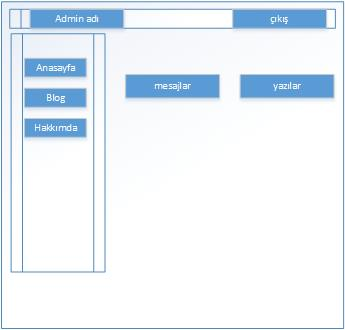 Admin adı
çıkış
Anasayfa
Blog
Hakkımda
mesajlar
yazılar